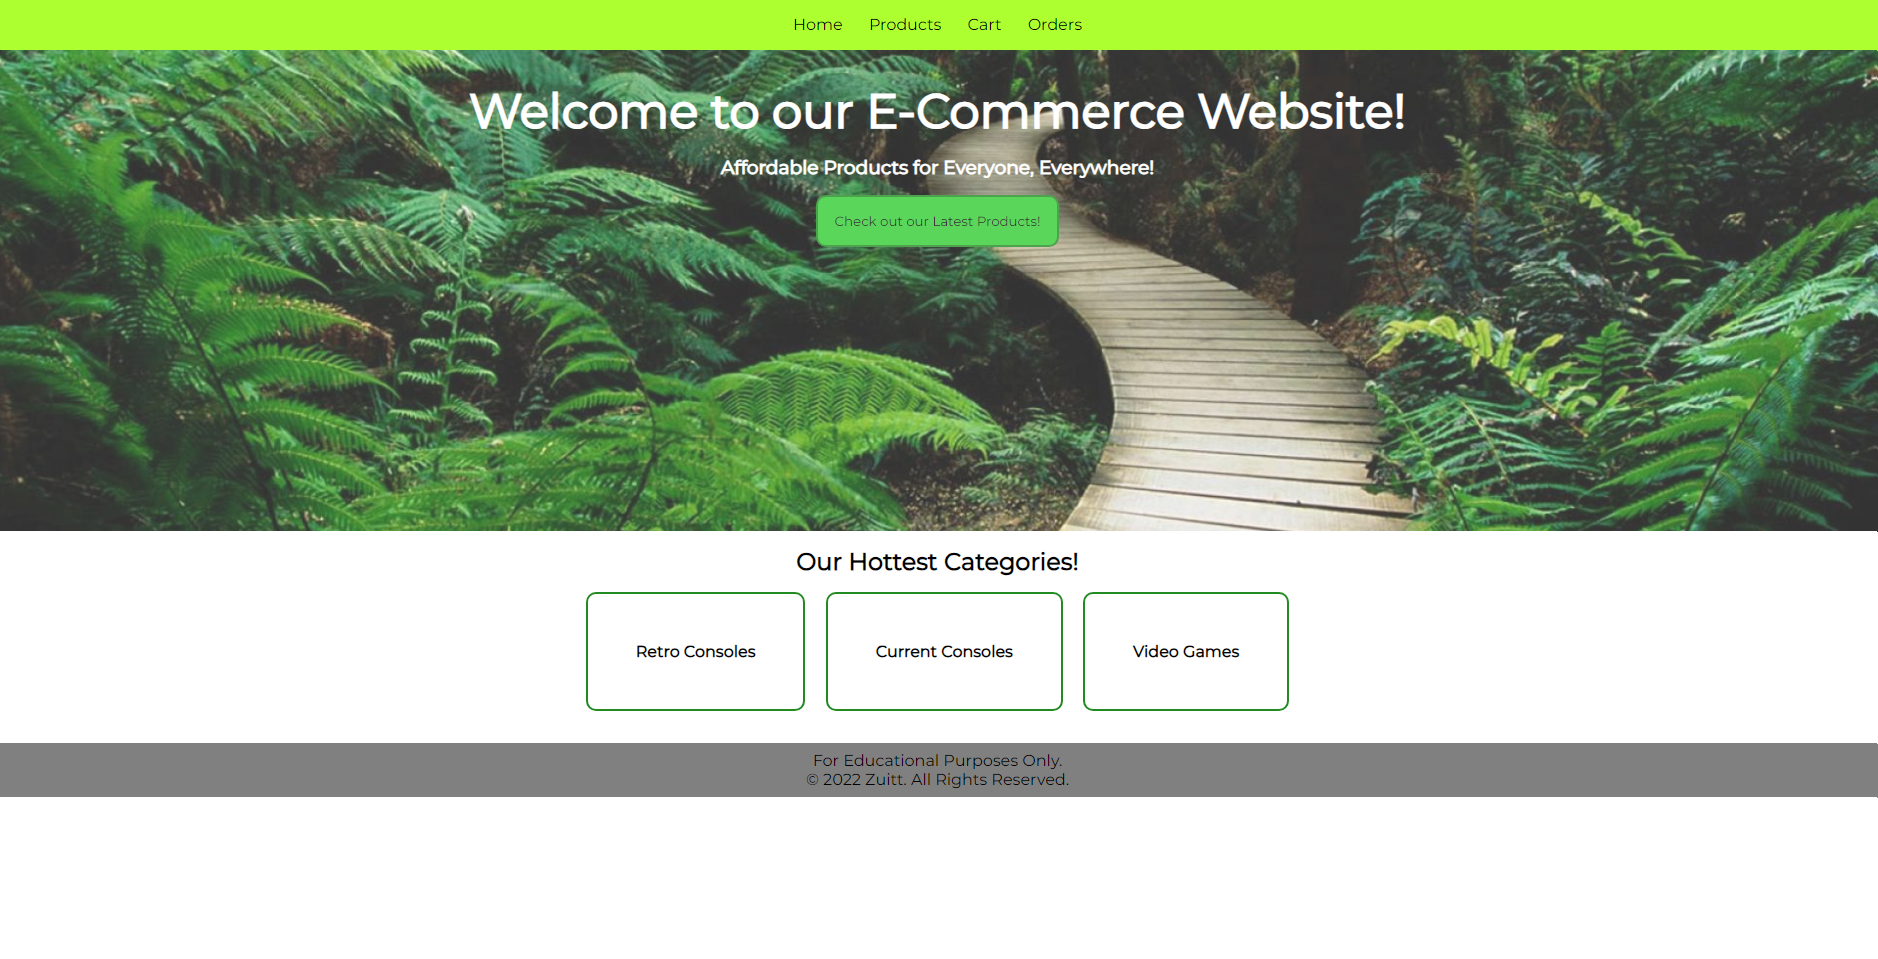 Home Products Cart Orders
Welcome to our E-Commerce Website!
Affordable Products for Everyone, Everywhere!
Check out our Latest Products!
Our Hottest Categories!
Retro Consoles Current Consoles Video Games
For Educational Purposes Only.
© 2022 Zuitt. All Rights Reserved.